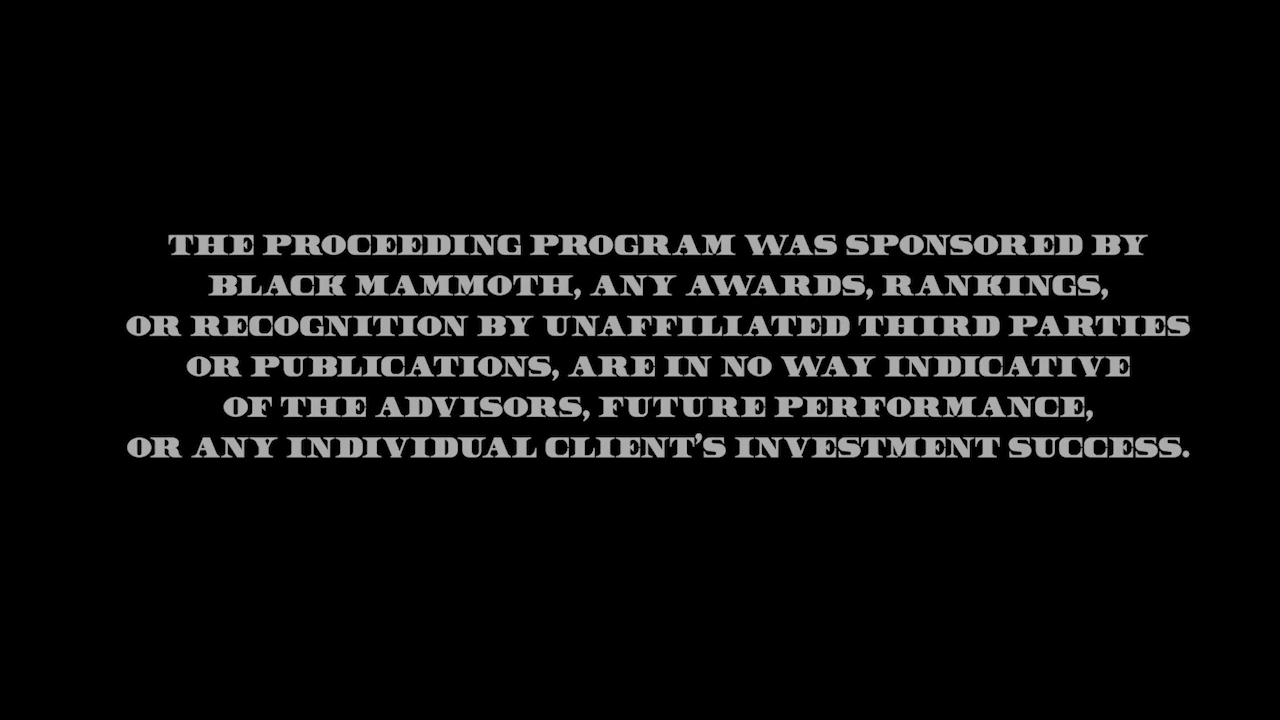 THE PROCEEDING PROGRAM WAS SPONSORED BY
BLACK MAMMOTH, ANY AWARDS, RANKINGS,
OR RECOGNITION BY UNAFFILIATED THIRD PARTIES
OR PUBLICATIONS, ARE IN NO WAY INDICATIVE
OF THE ADVISORS, FUTURE PERFORMANCE,
OR ANY INDIVIDUAL CLIENT'S INVESTMENT SUCCESS.